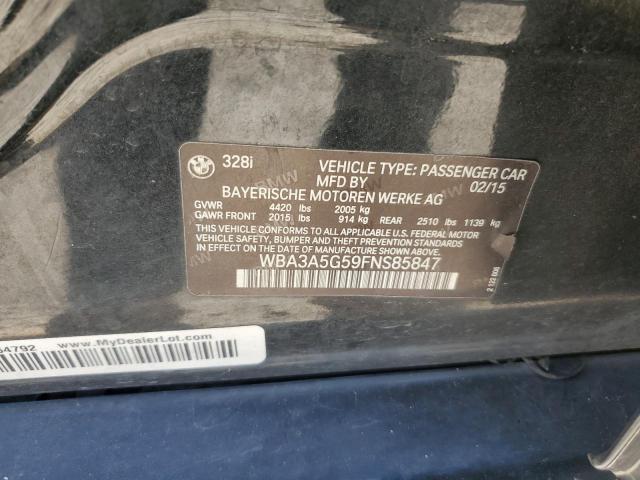 BMW
328i
VEHICLE TYPE: PASSENGER CAR
MFD BY
02/15
BAYERISCHE MOTOREN WERKE AG
GVWR 4420 lbs 2005 kg
GAWR FRONT 2015 lbs 914 kg REAR 2510 lbs 1139 kg
THIS VEHICLE CONFORMS TO ALL APPLICABLE U.S. FEDERAL MOTOR
VEHICLE SAFETY, BUMPER, AND THEFT PREVENTION STANDARDS
IN EFFECT ON THE DATE OF MANUFACTURE SHOWN ABOVE.
WBA3A5G59FNS85847
4792
www.MyDealerLot.com